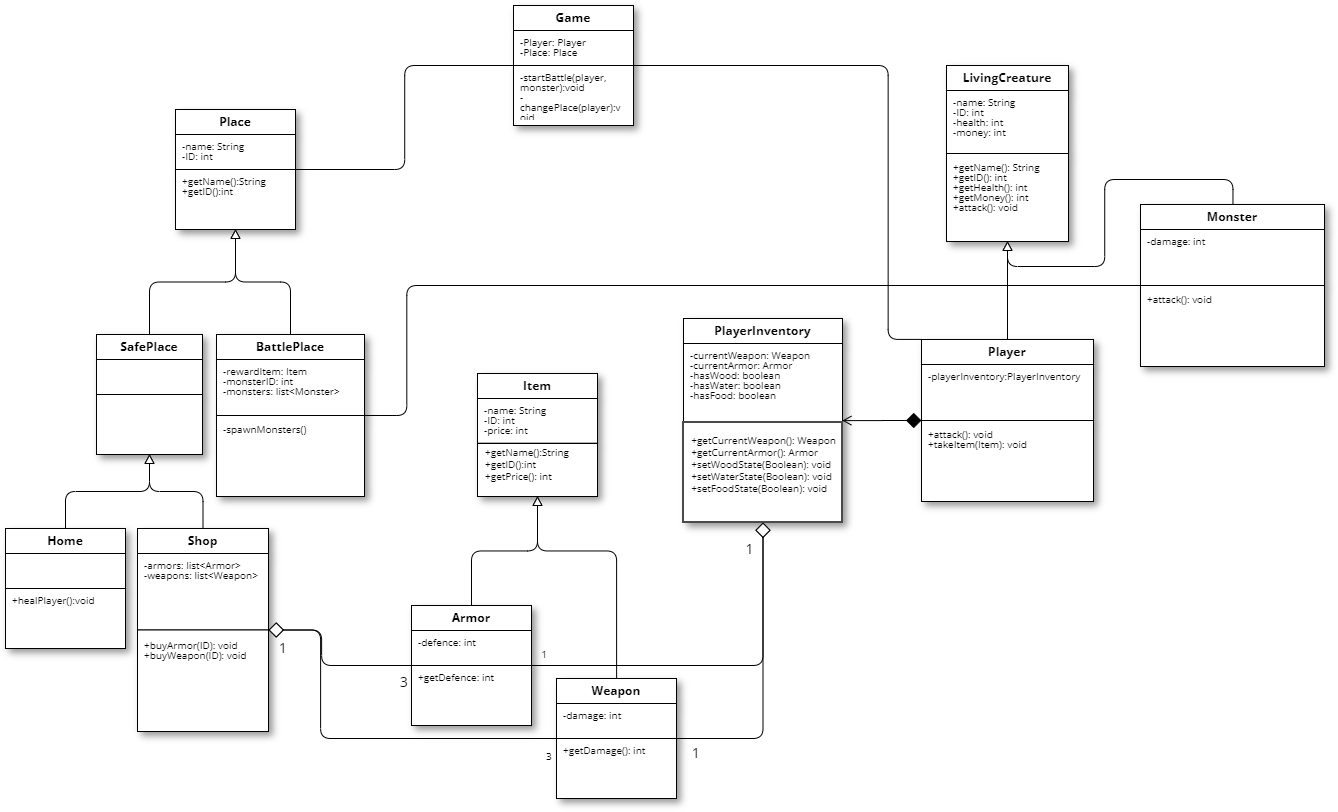 Game
-Player: Player
-Place: Place
-startBattle(player,
monster):void
-
changePlace(player):v
oid
LivingCreature
-name: String
-ID: int
-health: int
-money: int
+getName(): String
+getID(): int
+getHealth(): int
+getMoney(): int
+attack(): void
Place
-name: String
-ID: int
+getName():String
+getID():int
Monster
-damage: int
+attack(): void
SafePlace
BattlePlace
-rewardItem: Item
-monsterID: int
-monsters: list<Monster>
-spawnMonsters()
PlayerInventory
-currentWeapon: Weapon
-currentArmor: Armor
-hasWood: boolean
-hasWater: boolean
-hasFood: boolean
+getCurrentWeapon(): Weapon
+getCurrentArmor(): Armor
+setWoodState(Boolean): void
+setWaterState(Boolean): void
+setFoodState(Boolean): void
1
Player
-playerInventory:PlayerInventory
+attack(): void
+takeItem(Item): void
Item
-name: String
-ID: int
-price: int
+getName():String
+getID():int
+getPrice(): int
Home
+healPlayer():void
Shop
-armors: list<Armor>
-weapons: list<Weapon>
+buyArmor(ID): void
+buyWeapon(ID): void
1
Armor
-defence: int
+getDefence: int
3
1
Weapon
-damage: int
+getDamage(): int
3
1